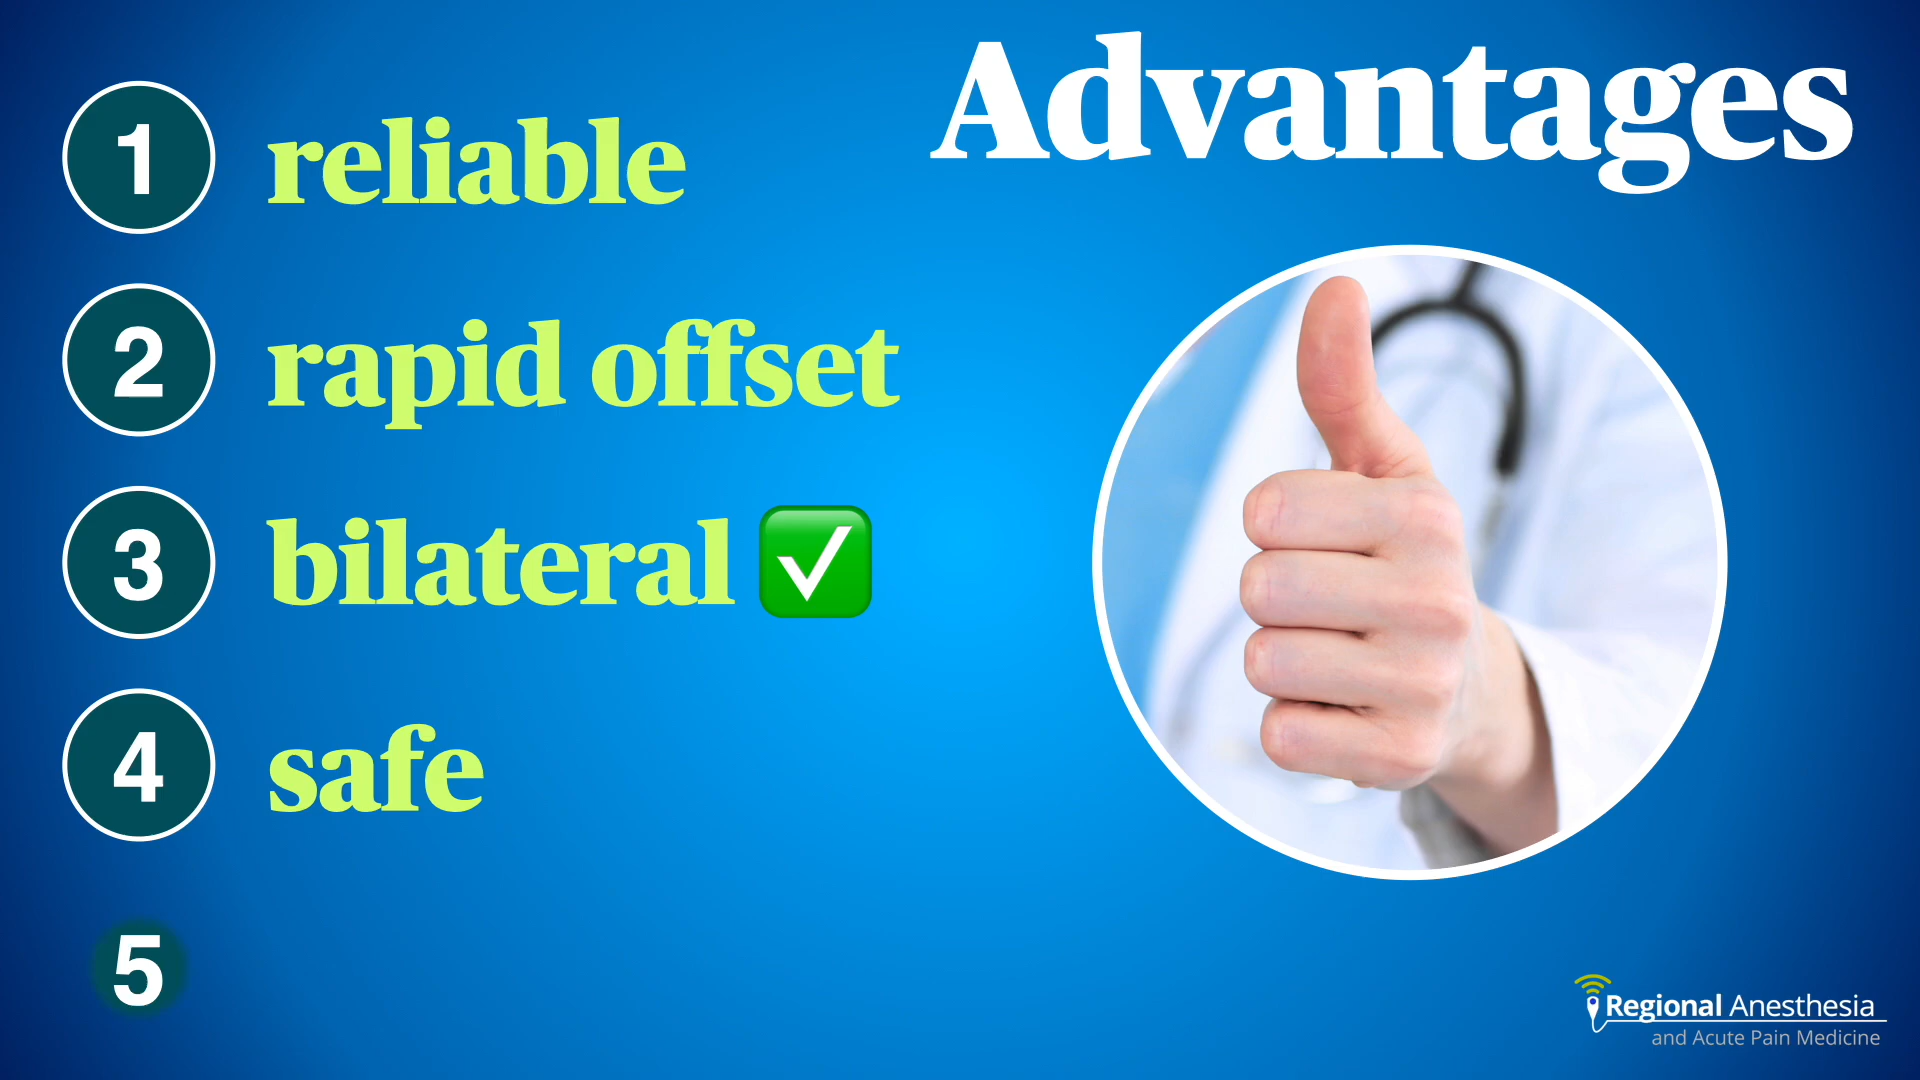 Advantages
1 reliable
2 rapid offset
3 bilateral ✅
4 safe
5
Regional Anesthesia
and Acute Pain Medicine